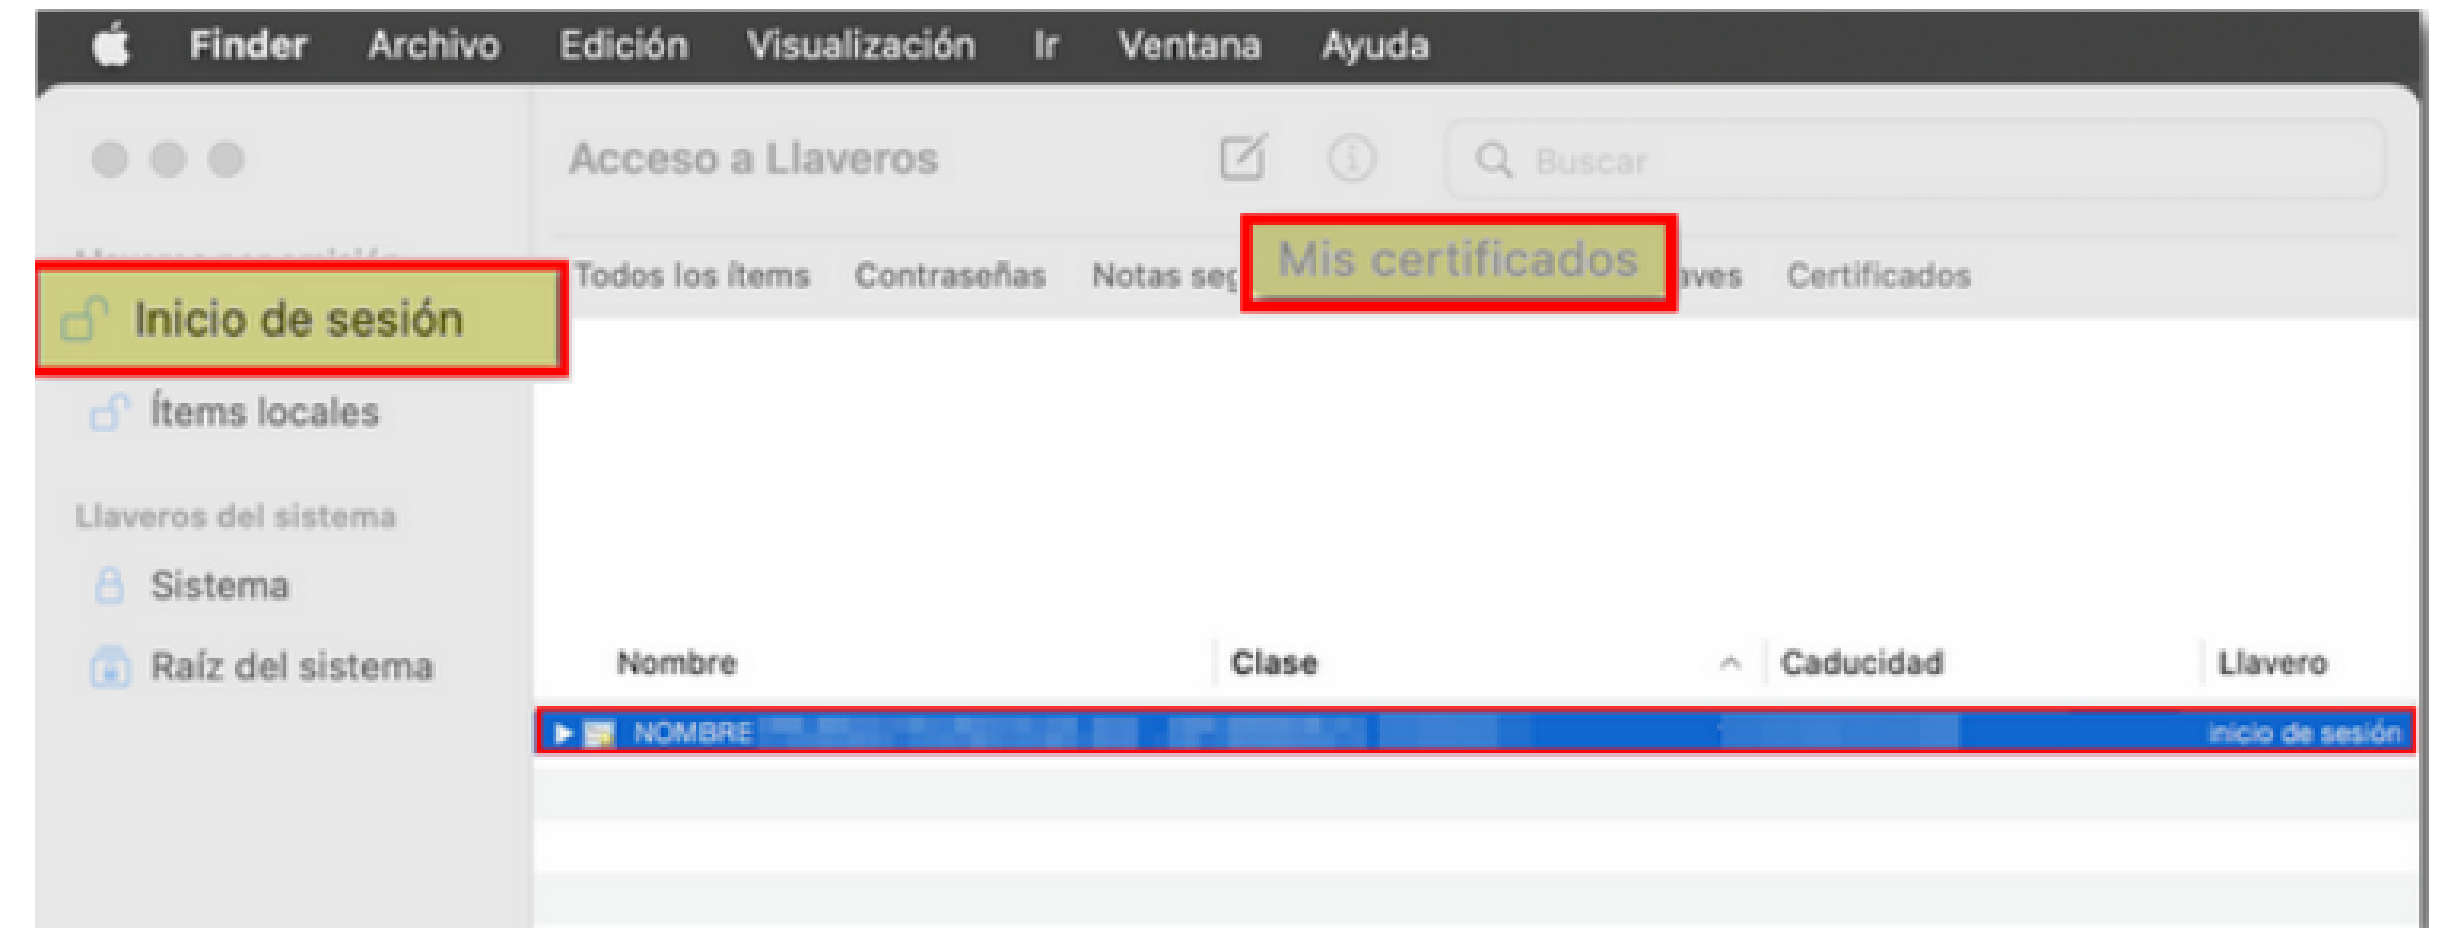 Finder Archivo Edición Visualización Ir Ventana Ayuda
Acceso a Llaveros Buscar
Todos los ítems Contraseñas Notas Mis certificados Certificados
Inicio de sesión
Ítems locales
Llaveros del sistema
Sistema
Raíz del sistema
Nombre Clase Caducidad Llavero
NOMBRE inicio de sesión